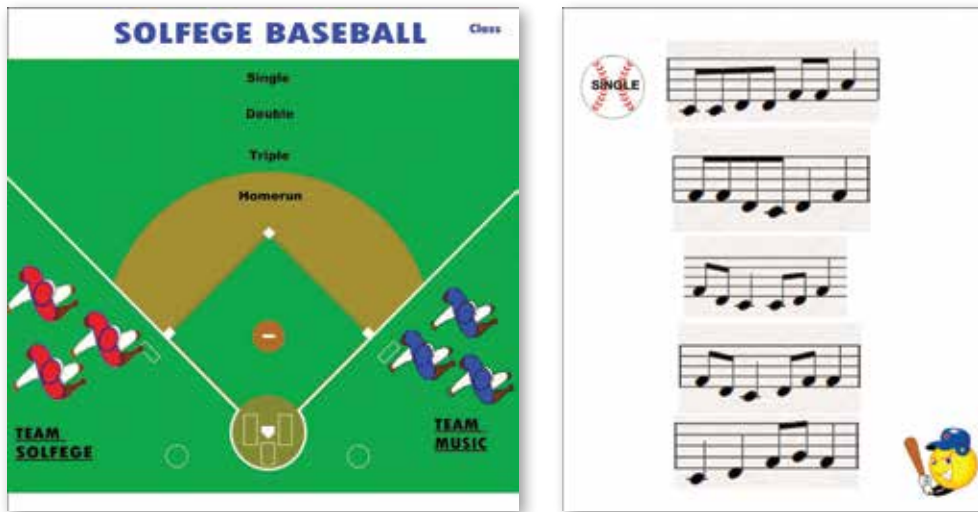 SOLFEGE BASEBALL
Class
Single
Double
Triple
Homerun
TEAM
SOLFEGE
TEAM
MUSIC
SINGLE